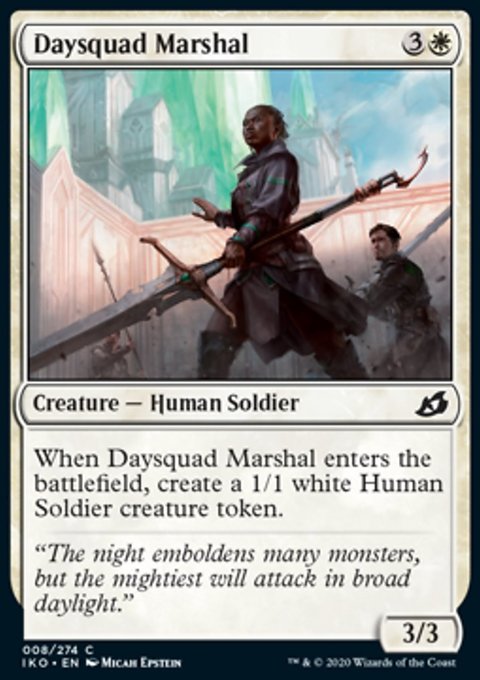 Daysquad Marshal 3
Creature — Human Soldier
When Daysquad Marshal enters the
battlefield, create a 1/1 white Human
Soldier creature token.
“The night emboldens many monsters,
but the mightiest will attack in broad
daylight.”
3/3
008/274 C
IKO • EN Micah Epstein
™ & © 2020 Wizards of the Coast